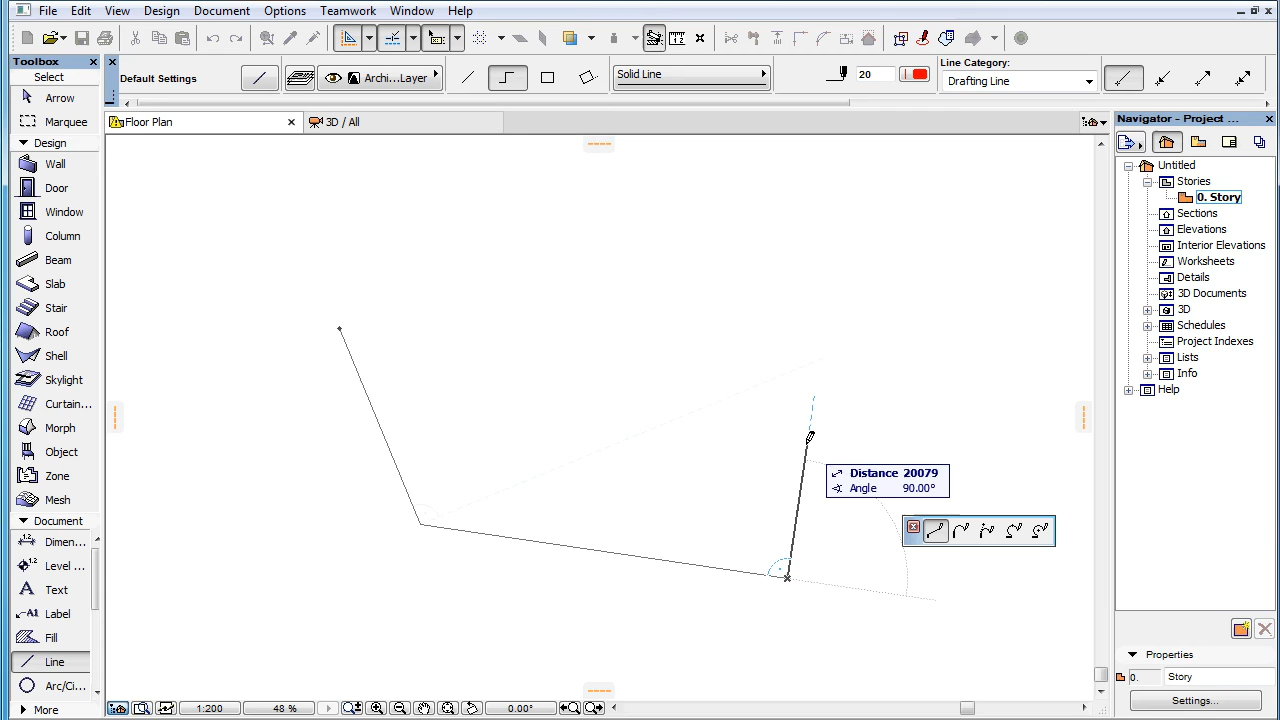 File Edit View Design Document Options Teamwork Window Help
Toolbox
Select
Arrow
Marquee
Design
Wall
Door
Window
Column
Beam
Slab
Stair
Roof
Shell
Skylight
Curtain...
Morph
Object
Zone
Mesh
Document
Dimen...
Level ...
Text
Label
Fill
Line
Arc/Ci...
More
Default Settings
Archi...Layer
Solid Line
20
Line Category:
Drafting Line
Floor Plan
3D / All
Distance 20079
Angle 90.00°
1:200
48 %
0.00°
Navigator - Project ...
Untitled
Stories
0. Story
Sections
Elevations
Interior Elevations
Worksheets
Details
3D Documents
3D
Schedules
Project Indexes
Lists
Info
Help
Properties
0. Story
Settings...